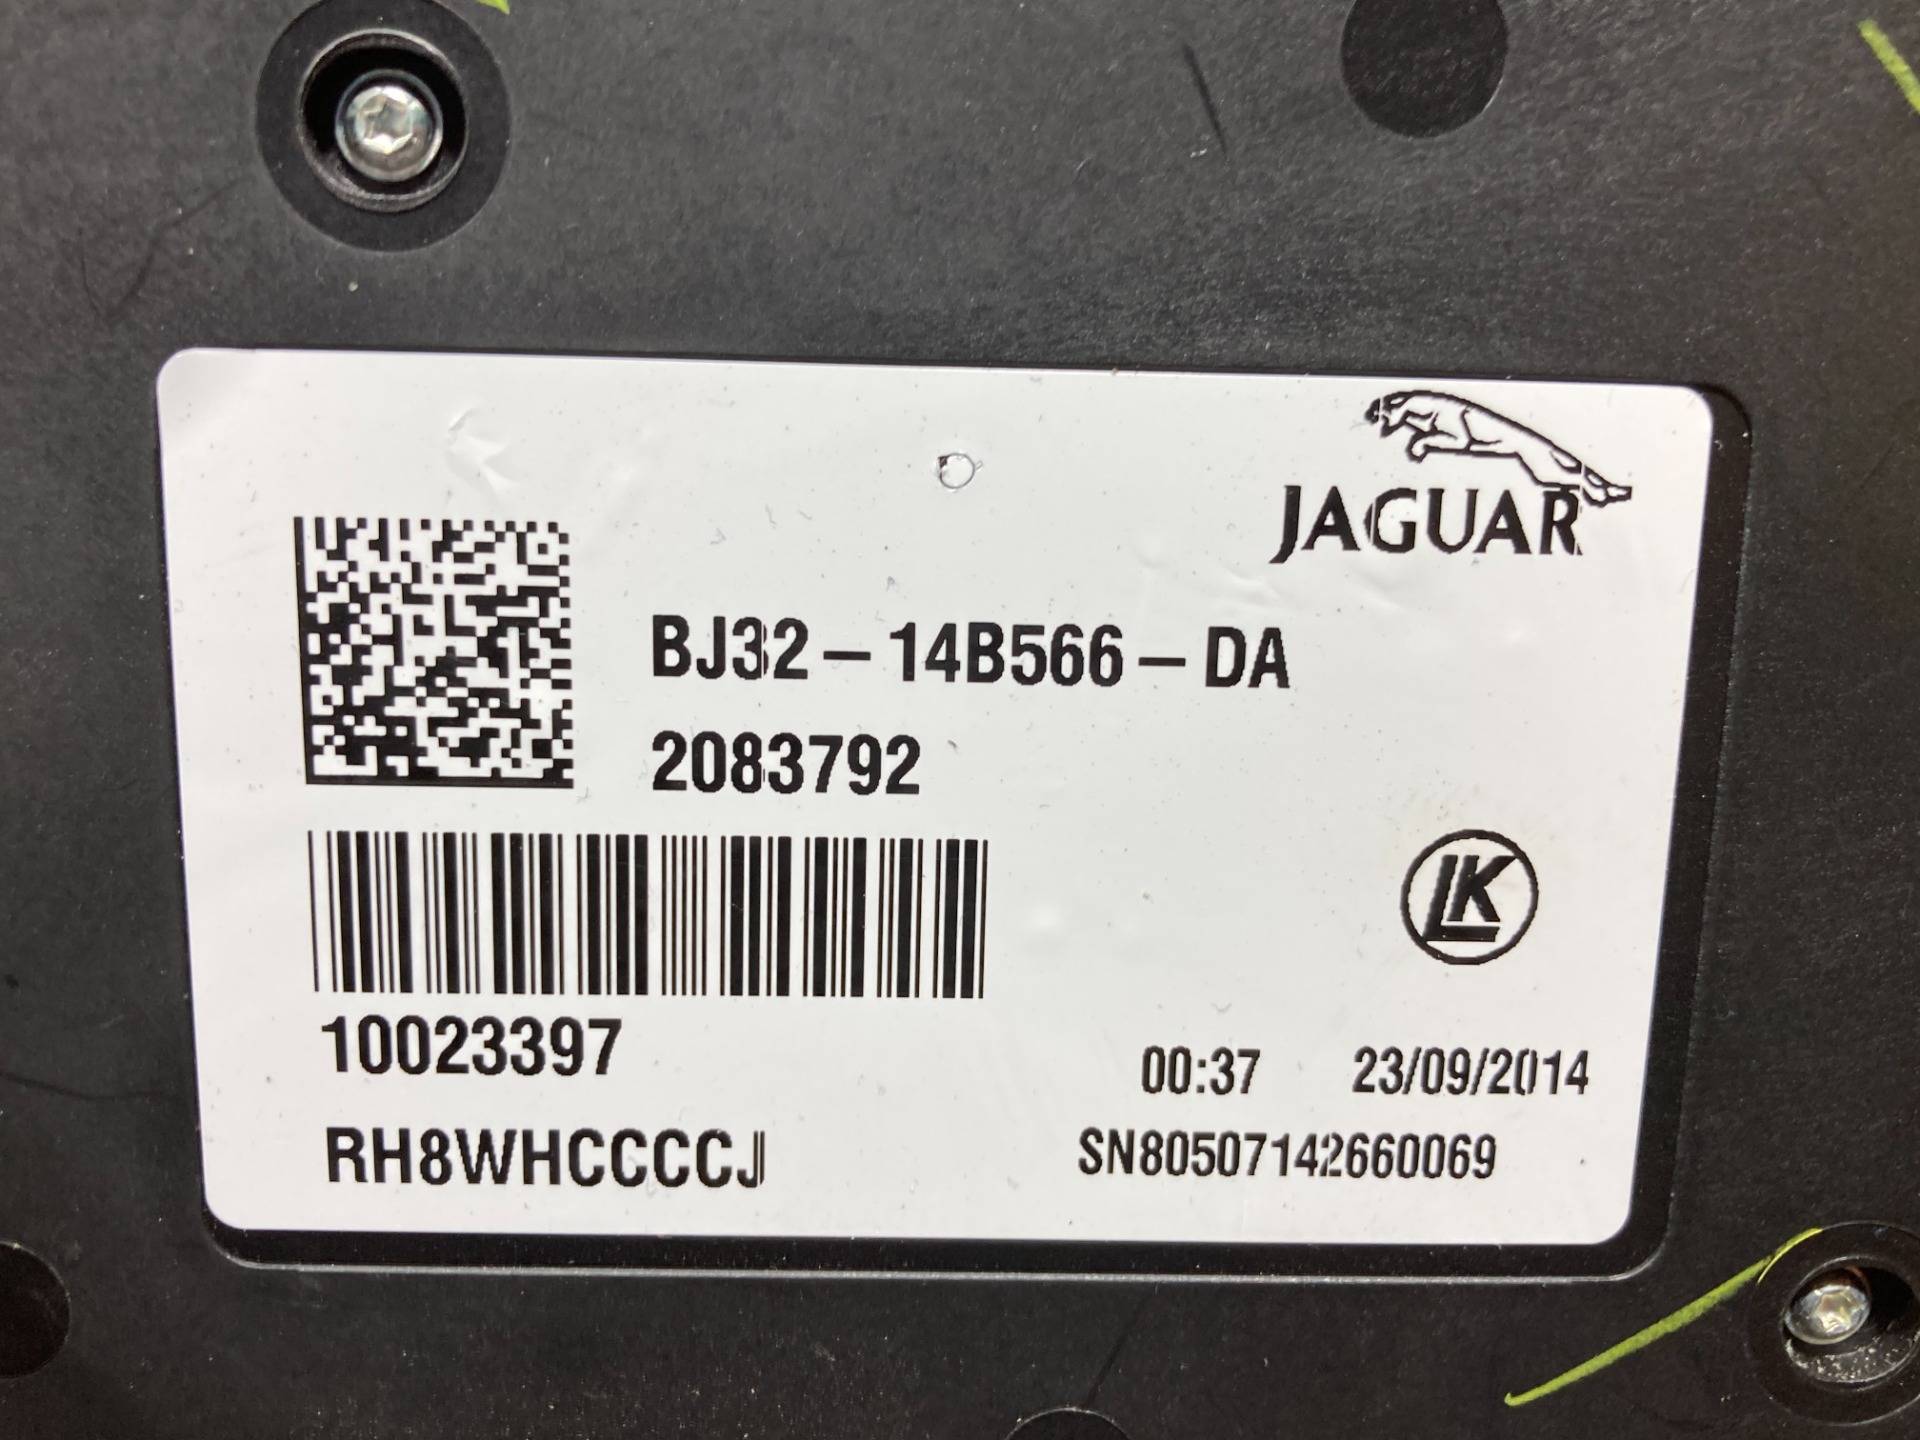 JAGUAR
BJ32-14B566-DA
2083792
LK
10023397
00:37 23/09/2014
RH8WHCCCCJ
SN80507142660069